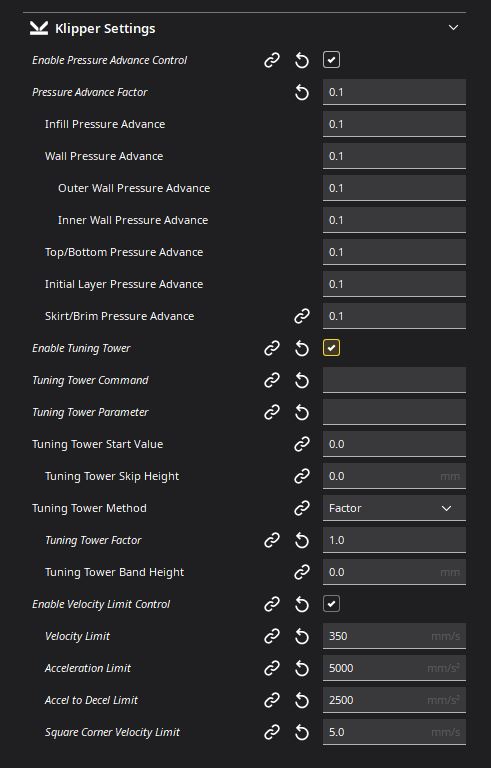 Klipper Settings
Enable Pressure Advance Control
Pressure Advance Factor 0.1
Infill Pressure Advance 0.1
Wall Pressure Advance 0.1
Outer Wall Pressure Advance 0.1
Inner Wall Pressure Advance 0.1
Top/Bottom Pressure Advance 0.1
Initial Layer Pressure Advance 0.1
Skirt/Brim Pressure Advance 0.1
Enable Tuning Tower
Tuning Tower Command
Tuning Tower Parameter
Tuning Tower Start Value 0.0
Tuning Tower Skip Height 0.0 mm
Tuning Tower Method Factor
Tuning Tower Factor 1.0
Tuning Tower Band Height 0.0 mm
Enable Velocity Limit Control
Velocity Limit 350 mm/s
Acceleration Limit 5000 mm/s²
Accel to Decel Limit 2500 mm/s²
Square Corner Velocity Limit 5.0 mm/s